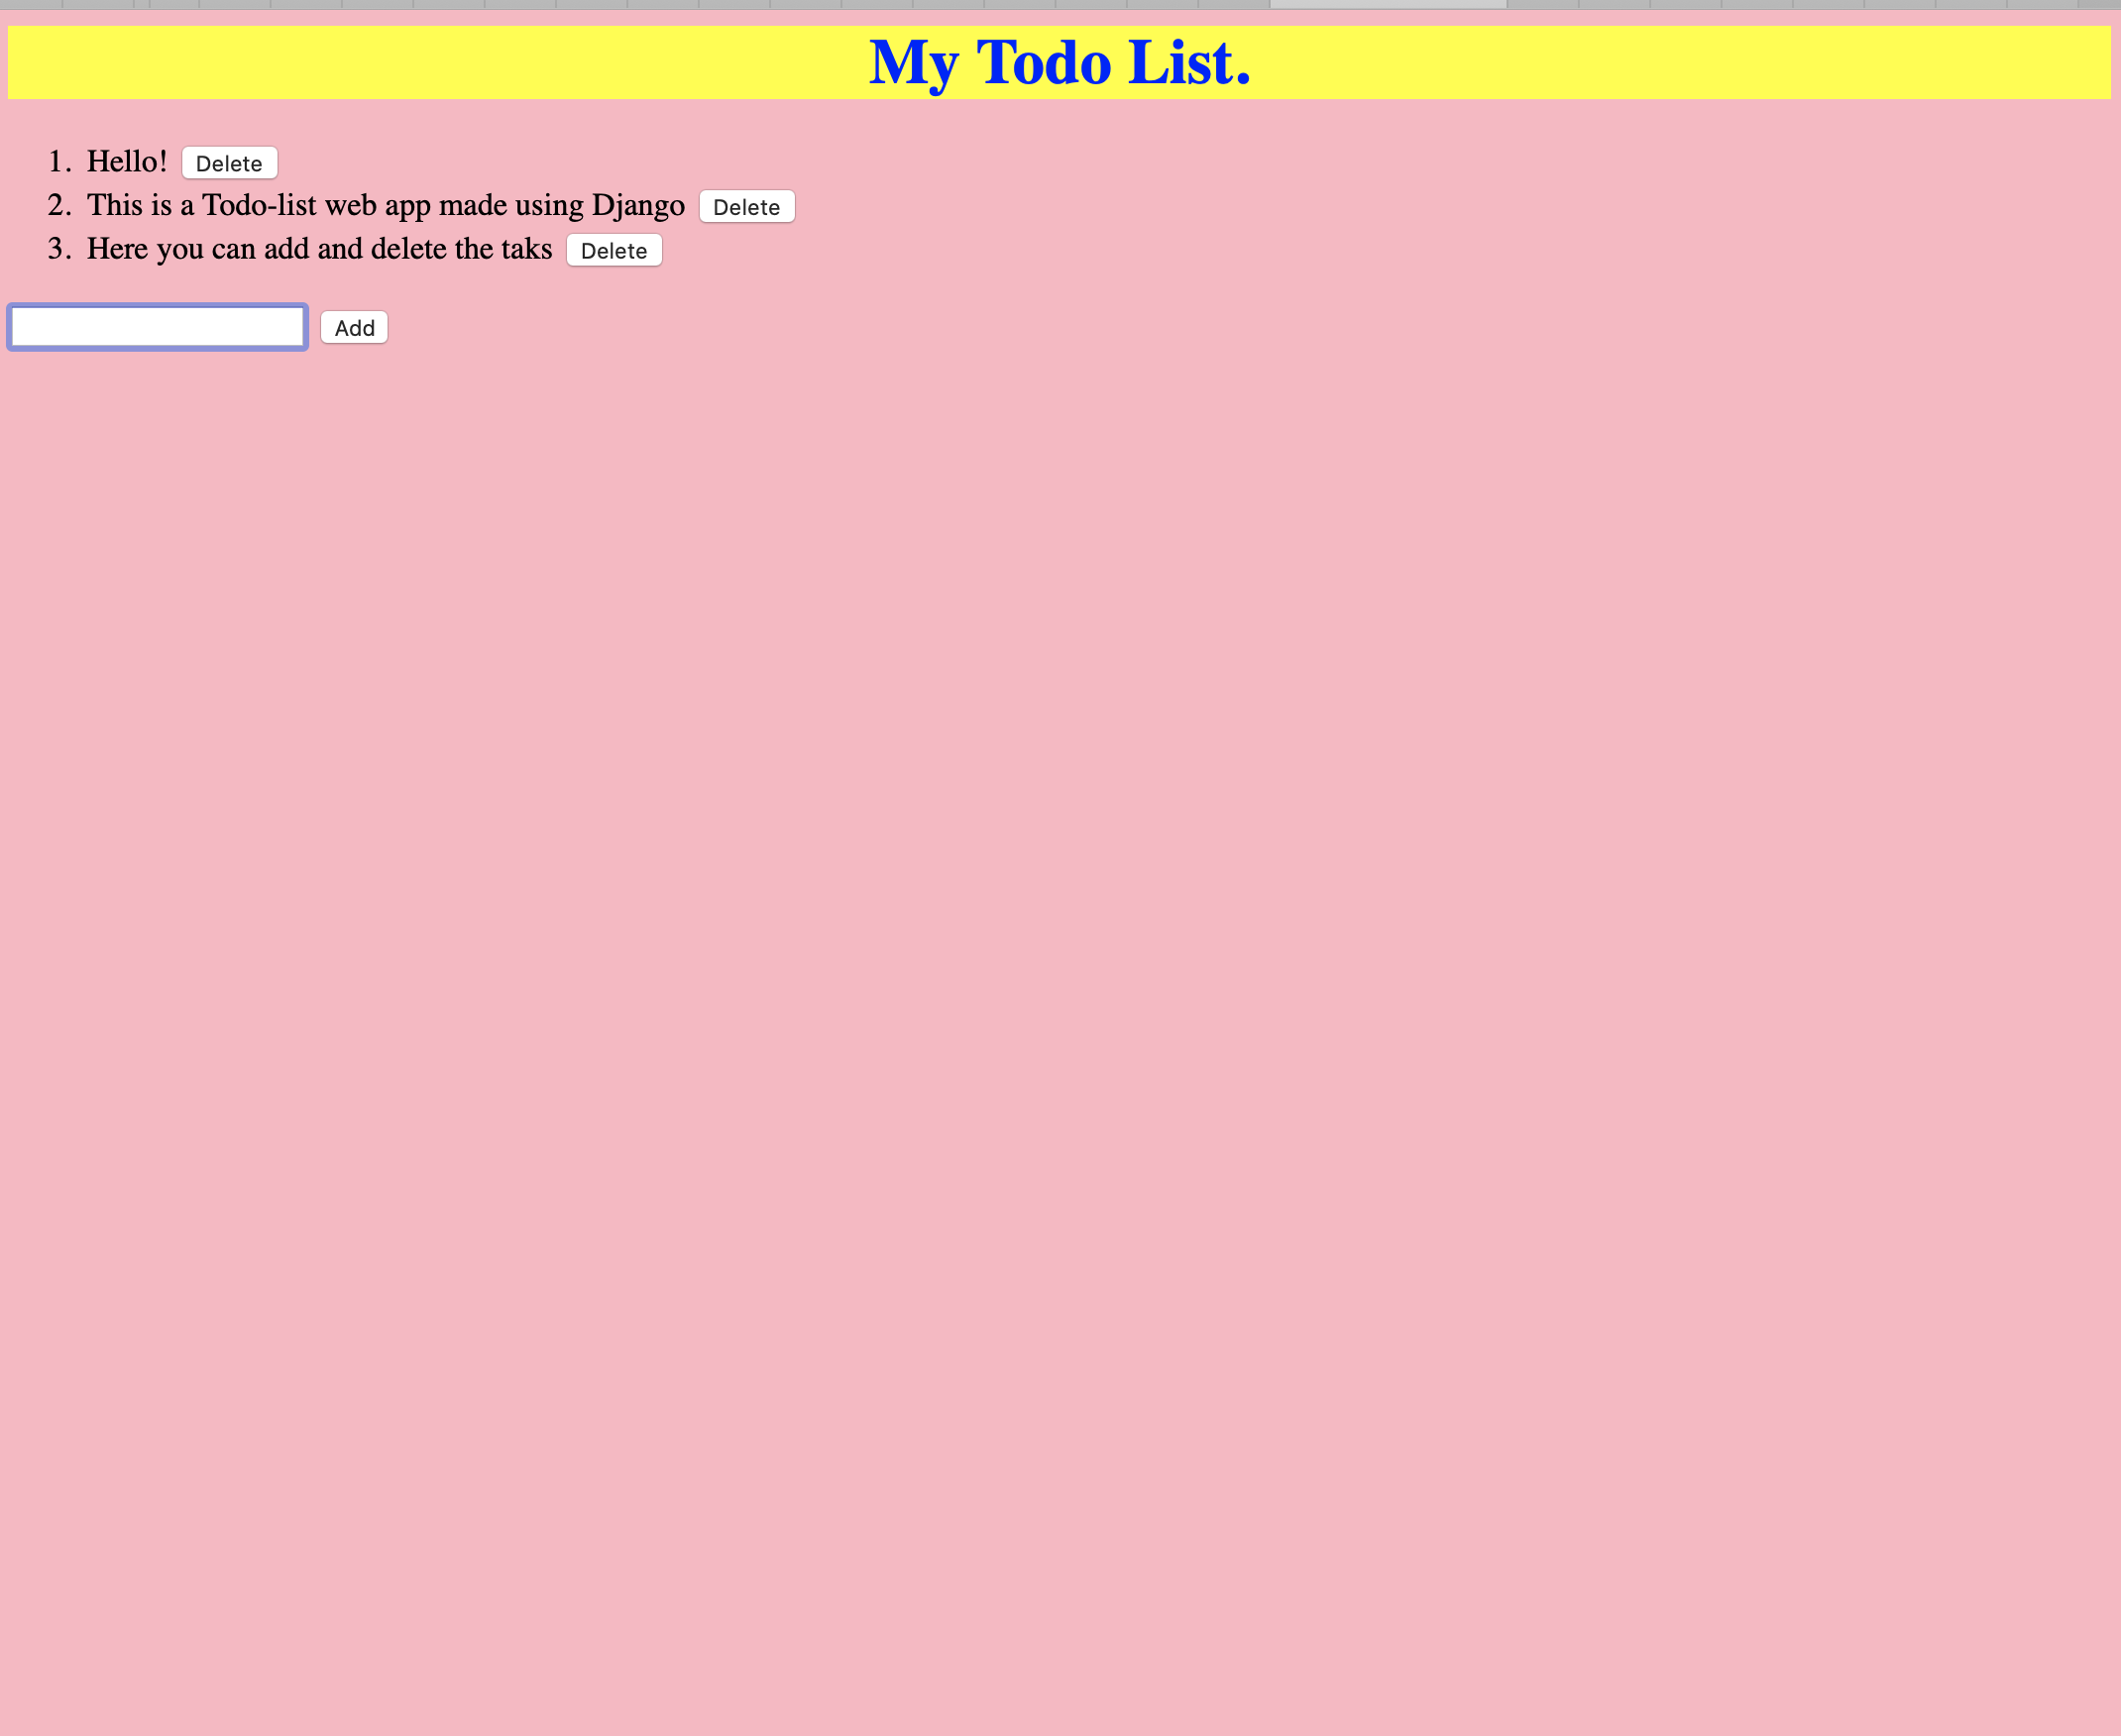 My Todo List.
1. Hello! Delete
2. This is a Todo-list web app made using Django Delete
3. Here you can add and delete the taks Delete
Add